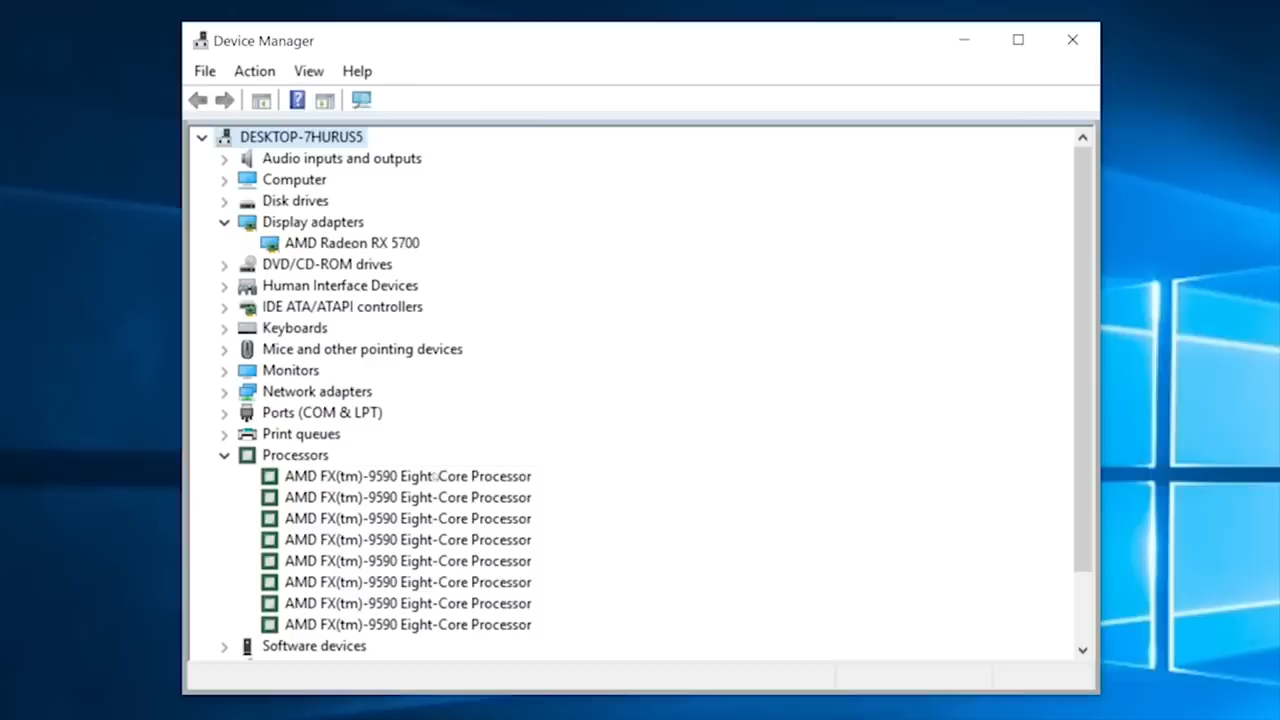 Device Manager
File Action View Help
DESKTOP-7HURUS5
Audio inputs and outputs
Computer
Disk drives
Display adapters
AMD Radeon RX 5700
DVD/CD-ROM drives
Human Interface Devices
IDE ATA/ATAPI controllers
Keyboards
Mice and other pointing devices
Monitors
Network adapters
Ports (COM & LPT)
Print queues
Processors
AMD FX(tm)-9590 Eight-Core Processor
AMD FX(tm)-9590 Eight-Core Processor
AMD FX(tm)-9590 Eight-Core Processor
AMD FX(tm)-9590 Eight-Core Processor
AMD FX(tm)-9590 Eight-Core Processor
AMD FX(tm)-9590 Eight-Core Processor
AMD FX(tm)-9590 Eight-Core Processor
AMD FX(tm)-9590 Eight-Core Processor
Software devices